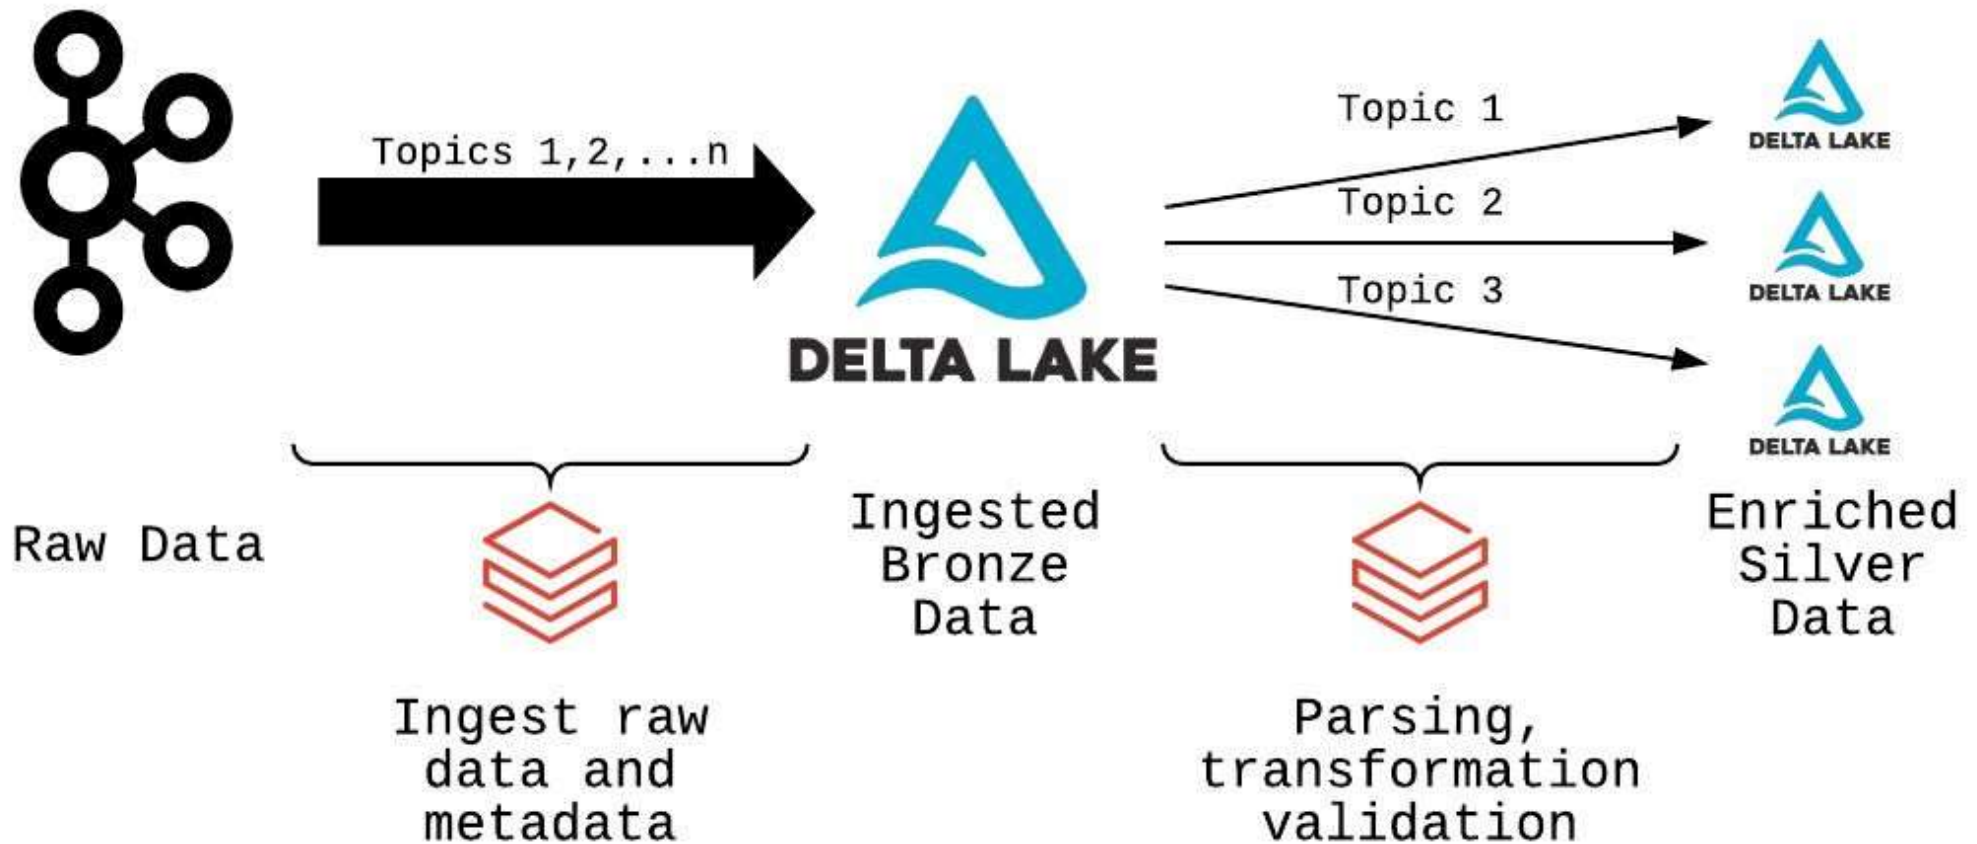 Topics 1,2,...n
DELTA LAKE
Topic 1
Topic 2
Topic 3
DELTA LAKE
DELTA LAKE
DELTA LAKE
Raw Data
Ingest raw
data and
metadata
Ingested
Bronze
Data
Parsing,
transformation
validation
Enriched
Silver
Data